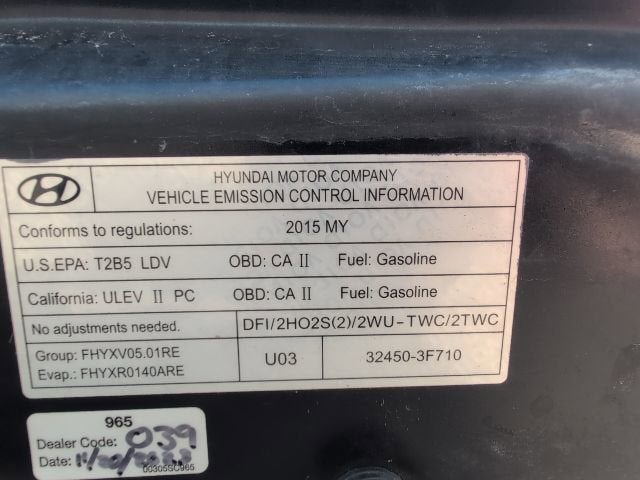 HYUNDAI MOTOR COMPANY
VEHICLE EMISSION CONTROL INFORMATION
Conforms to regulations: 2015 MY
U.S.EPA: T2B5 LDV OBD: CA II Fuel: Gasoline
California: ULEV II PC OBD: CA II Fuel: Gasoline
No adjustments needed. DFI/2HO2S(2)/2WU-TWC/2TWC
Group: FHYXV05.01RE
Evap.: FHYXR0140ARE
U03 32450-3F710
965
Dealer Code: 039
Date:
00305SC965